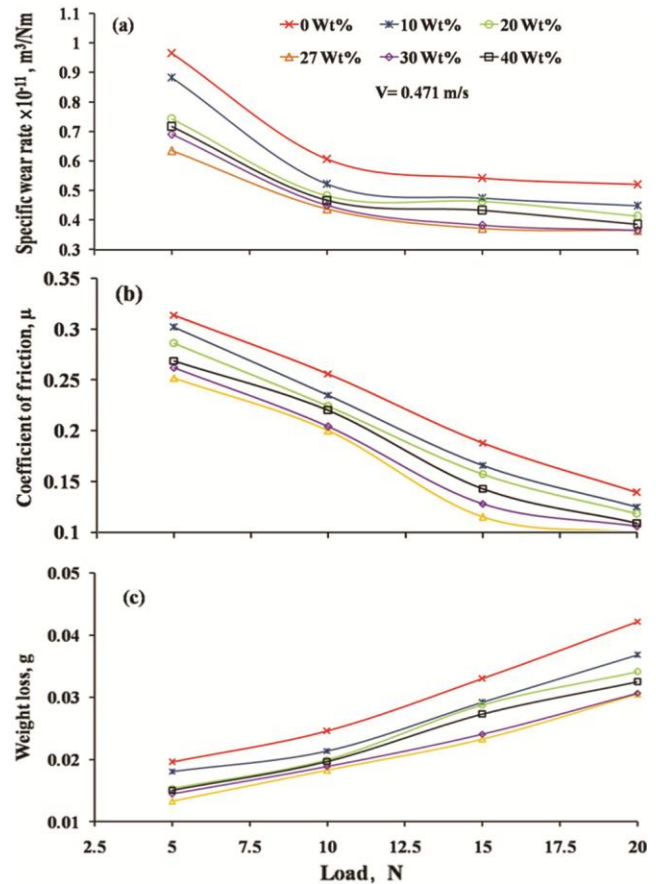 (a)
0 Wt% 10 Wt% 20 Wt%
27 Wt% 30 Wt% 40 Wt%
V= 0.471 m/s
Specific wear rate ×10⁻¹¹, m³/Nm
1.1
1
0.9
0.8
0.7
0.6
0.5
0.4
0.3
(b)
Coefficient of friction, µ
0.35
0.3
0.25
0.2
0.15
0.1
(c)
Weight loss, g
0.05
0.04
0.03
0.02
0.01
2.5 5 7.5 10 12.5 15 17.5 20
Load, N